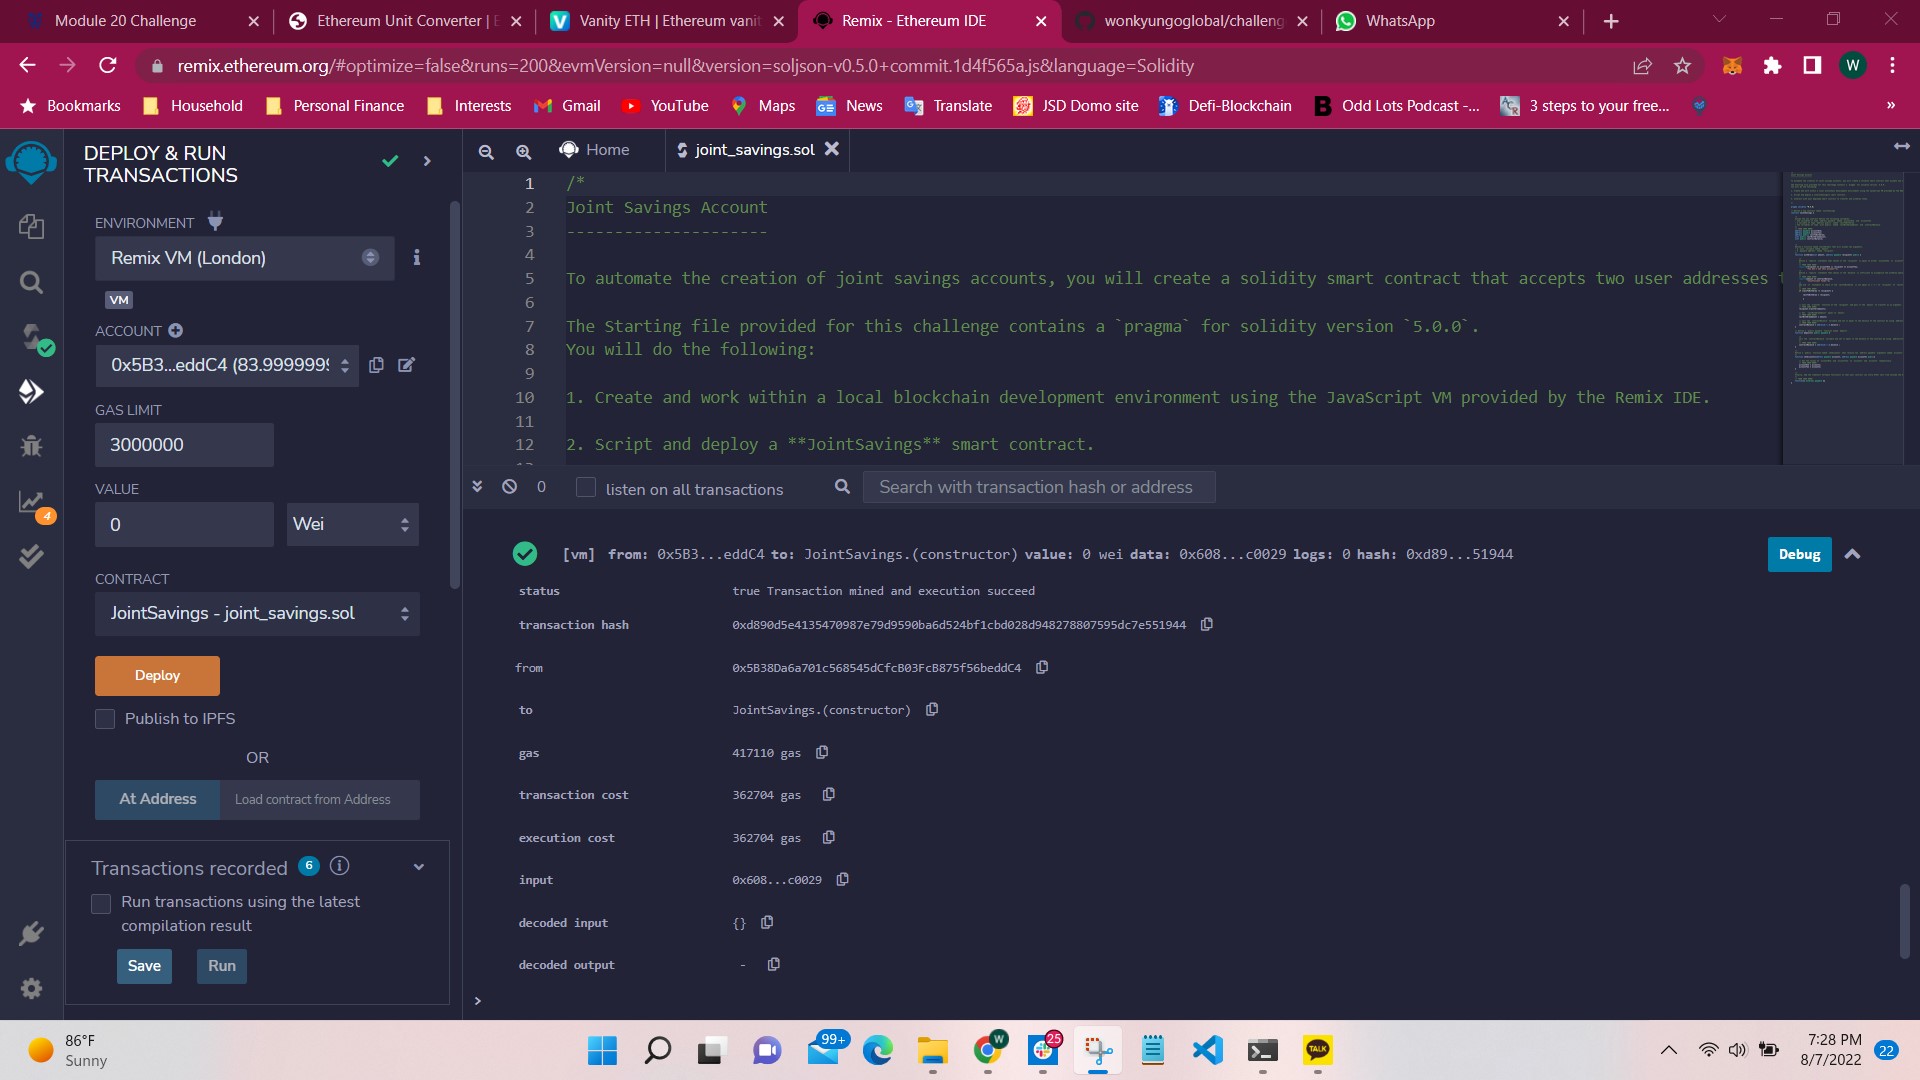 Module 20 Challenge
Ethereum Unit Converter | E
Vanity ETH | Ethereum vanit
Remix - Ethereum IDE
wonkyungoglobal/challeng
WhatsApp
remix.ethereum.org/#optimize=false&runs=200&evmVersion=null&version=soljson-v0.5.0+commit.1d4f565a.js&language=Solidity
W
Bookmarks
Household
Personal Finance
Interests
Gmail
YouTube
Maps
News
Translate
JSD Domo site
Defi-Blockchain
Odd Lots Podcast -...
3 steps to your free...
»
DEPLOY & RUN
TRANSACTIONS
ENVIRONMENT
Remix VM (London)
VM
ACCOUNT
0x5B3...eddC4 (83.9999999
GAS LIMIT
3000000
VALUE
0
Wei
CONTRACT
JointSavings - joint_savings.sol
Deploy
Publish to IPFS
OR
At Address
Load contract from Address
Transactions recorded 6
Run transactions using the latest
compilation result
Save
Run
4
Home
joint_savings.sol
1 /*
2 Joint Savings Account
3 ---------------------
4
5 To automate the creation of joint savings accounts, you will create a solidity smart contract that accepts two user addresses t
6
7 The Starting file provided for this challenge contains a `pragma` for solidity version `5.0.0`.
8 You will do the following:
9
10 1. Create and work within a local blockchain development environment using the JavaScript VM provided by the Remix IDE.
11
12 2. Script and deploy a **JointSavings** smart contract.
0
listen on all transactions
Search with transaction hash or address
[vm] from: 0x5B3...eddC4 to: JointSavings.(constructor) value: 0 wei data: 0x608...c0029 logs: 0 hash: 0xd89...51944
Debug
status true Transaction mined and execution succeed
transaction hash 0xd890d5e4135470987e79d9590ba6d524bf1cbd028d948278807595dc7e551944
from 0x5B38Da6a701c568545dCfcB03FcB875f56beddC4
to JointSavings.(constructor)
gas 417110 gas
transaction cost 362704 gas
execution cost 362704 gas
input 0x608...c0029
decoded input {}
decoded output -
>
86°F
Sunny
99+
W
25
TALK
7:28 PM
8/7/2022
22